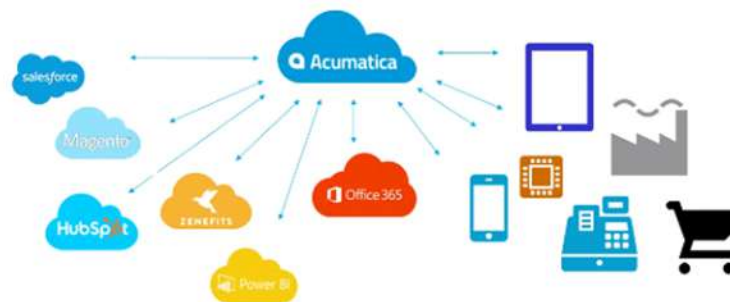 Acumatica
salesforce
Magento
HubSpot
ZENEFITS
Office 365
Power BI